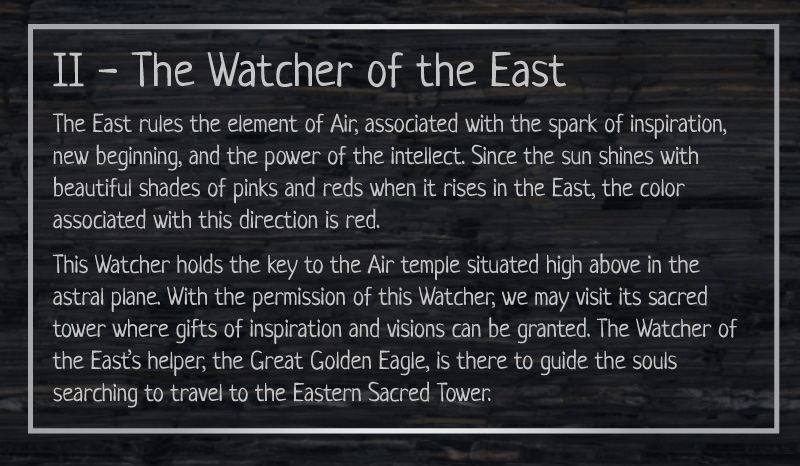 II - The Watcher of the East
The East rules the element of Air, associated with the spark of inspiration,
new beginning, and the power of the intellect. Since the sun shines with
beautiful shades of pinks and reds when it rises in the East, the color
associated with this direction is red.
This Watcher holds the key to the Air temple situated high above in the
astral plane. With the permission of this Watcher, we may visit its sacred
tower where gifts of inspiration and visions can be granted. The Watcher of
the East's helper, the Great Golden Eagle, is there to guide the souls
searching to travel to the Eastern Sacred Tower.